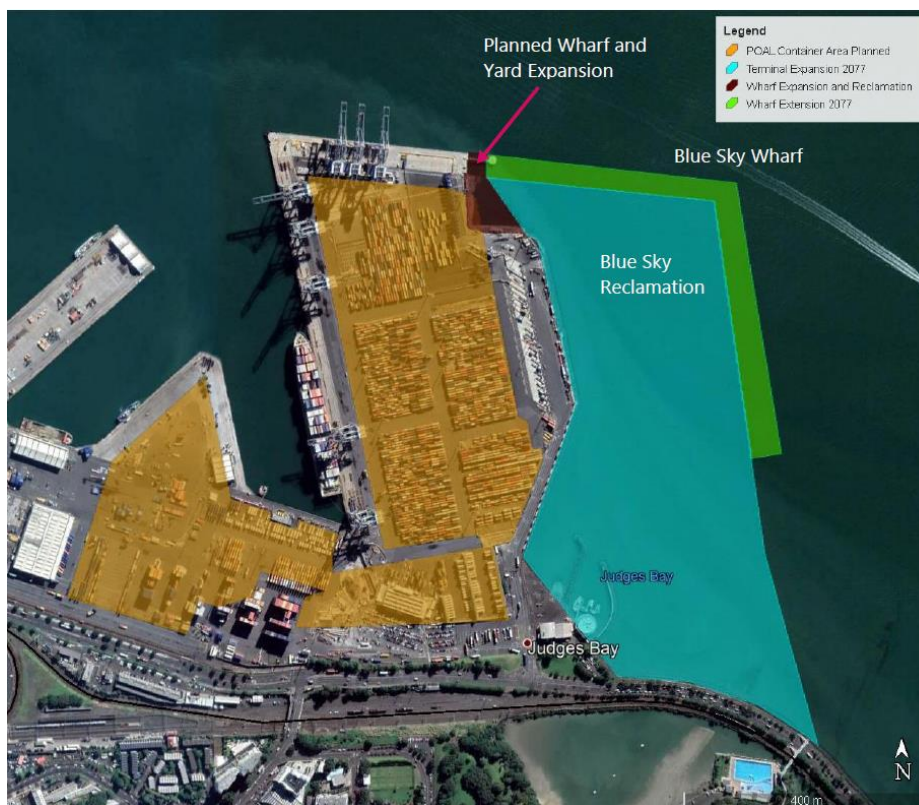 Planned Wharf and
Yard Expansion
Legend
POAL Container Area Planned
Terminal Expansion 2077
Wharf Expansion and Reclamation
Wharf Extension 2077
Blue Sky Wharf
Blue Sky
Reclamation
Judges Bay
Judges Bay
N
400 m